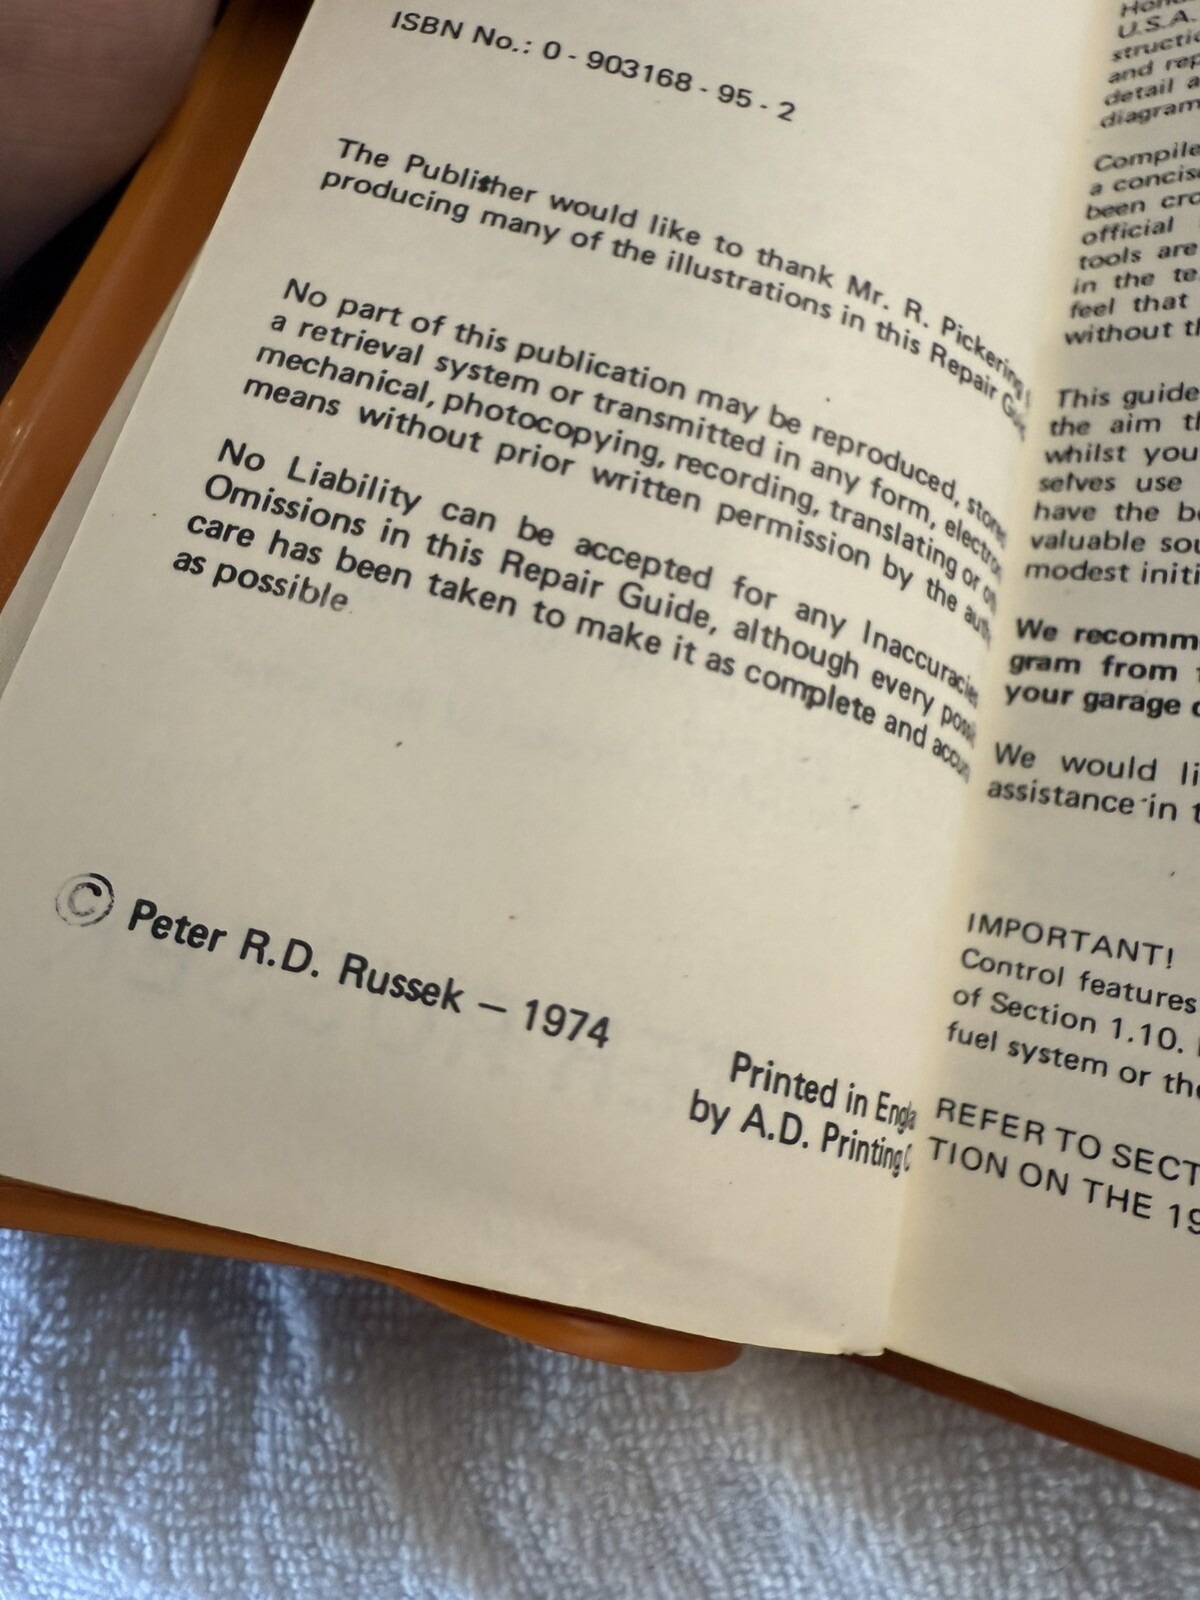 ISBN No.: 0 - 903168 - 95 - 2
The Publisher would like to thank Mr. R. Pickering
producing many of the illustrations in this Repair
No part of this publication may be reproduced,
a retrieval system or transmitted in any form,
mechanical, photocopying, recording, translating or
means without prior written permission by the
No Liability can be accepted for any Inaccuracies
Omissions in this Repair Guide, although every
care has been taken to make it as complete and
as possible.
© Peter R.D. Russek – 1974
Printed in
by A.D. Printing
U.S.A.
and
detail
Compile
a concise
been
official
tools are
in the
feel that
without
This guide
the aim
whilst you
selves use
have the
valuable
modest
We recomm
gram from
your garage
We would
assistance in
IMPORTANT!
Control features
of Section 1.10.
fuel system or the
REFER TO SECT
TION ON THE 19